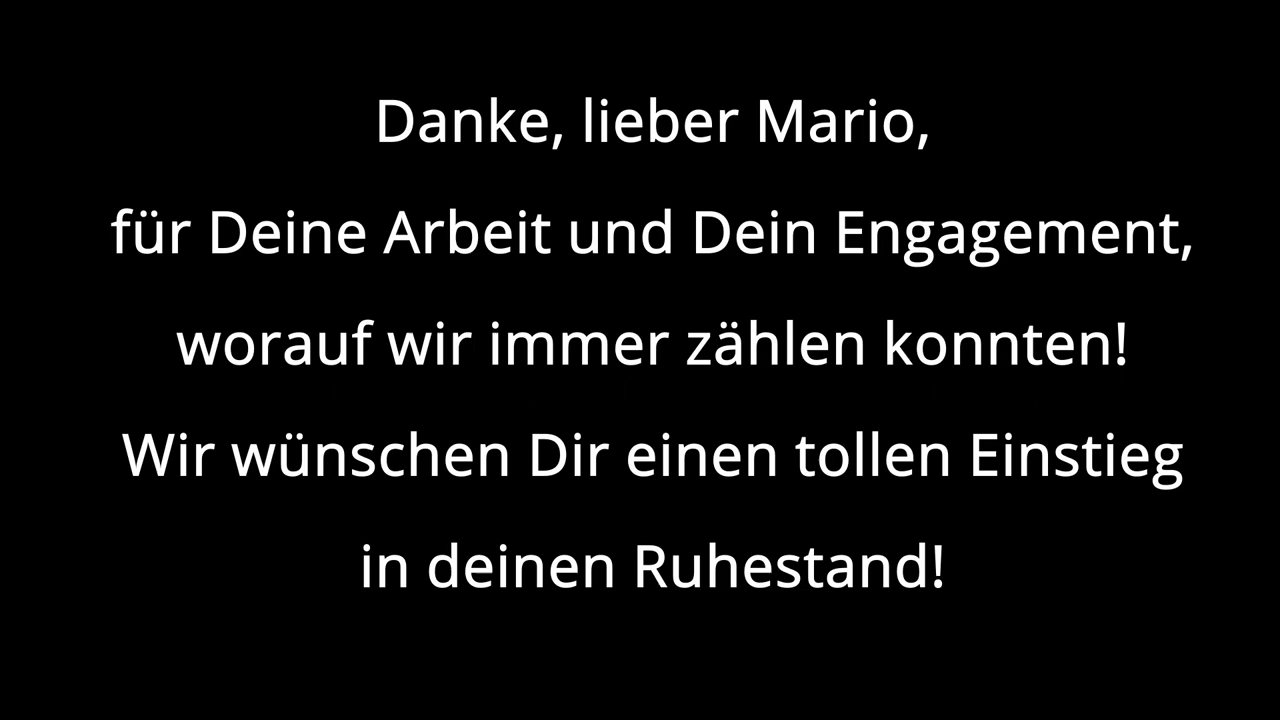 Danke, lieber Mario,
für Deine Arbeit und Dein Engagement,
worauf wir immer zählen konnten!
Wir wünschen Dir einen tollen Einstieg
in deinen Ruhestand!